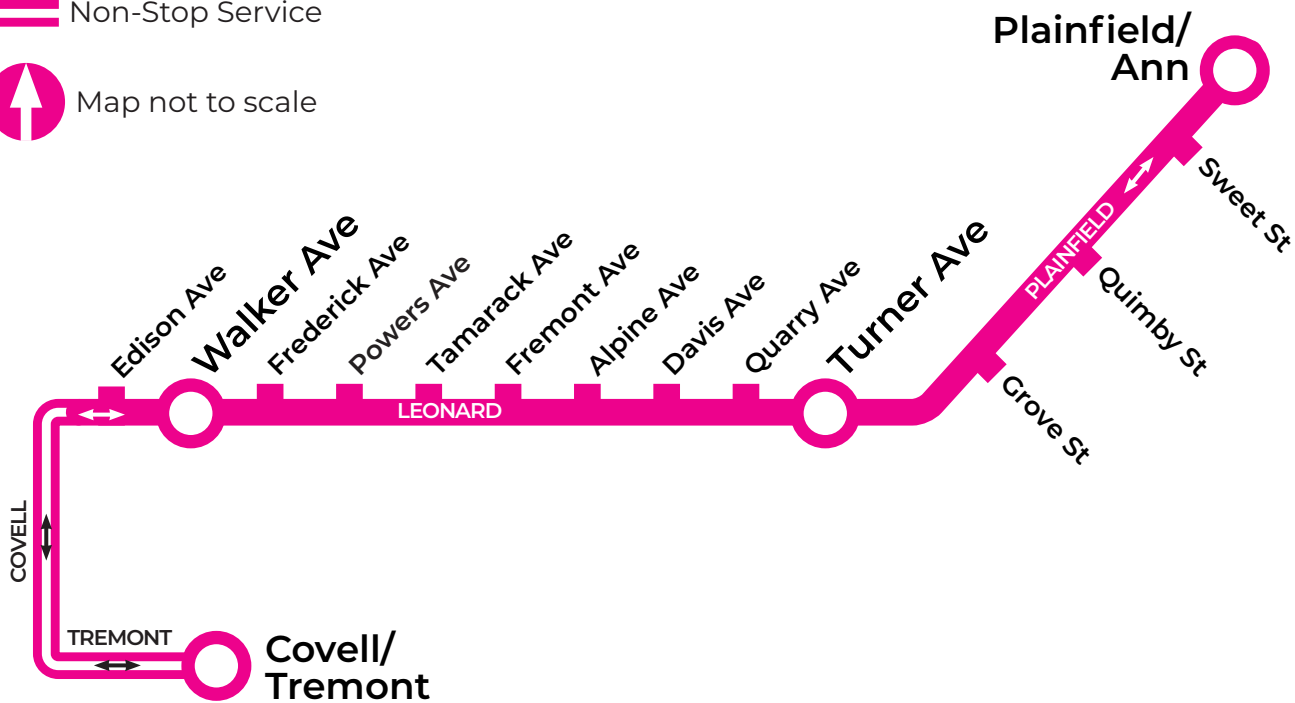 Non-Stop Service
Map not to scale
Plainfield/
Ann
Sweet St
PLAINFIELD
Quimby St
Grove St
Edison Ave
Walker Ave
Frederick Ave
Powers Ave
Tamarack Ave
Fremont Ave
Alpine Ave
Davis Ave
Quarry Ave
Turner Ave
LEONARD
COVELL
TREMONT
Covell/
Tremont